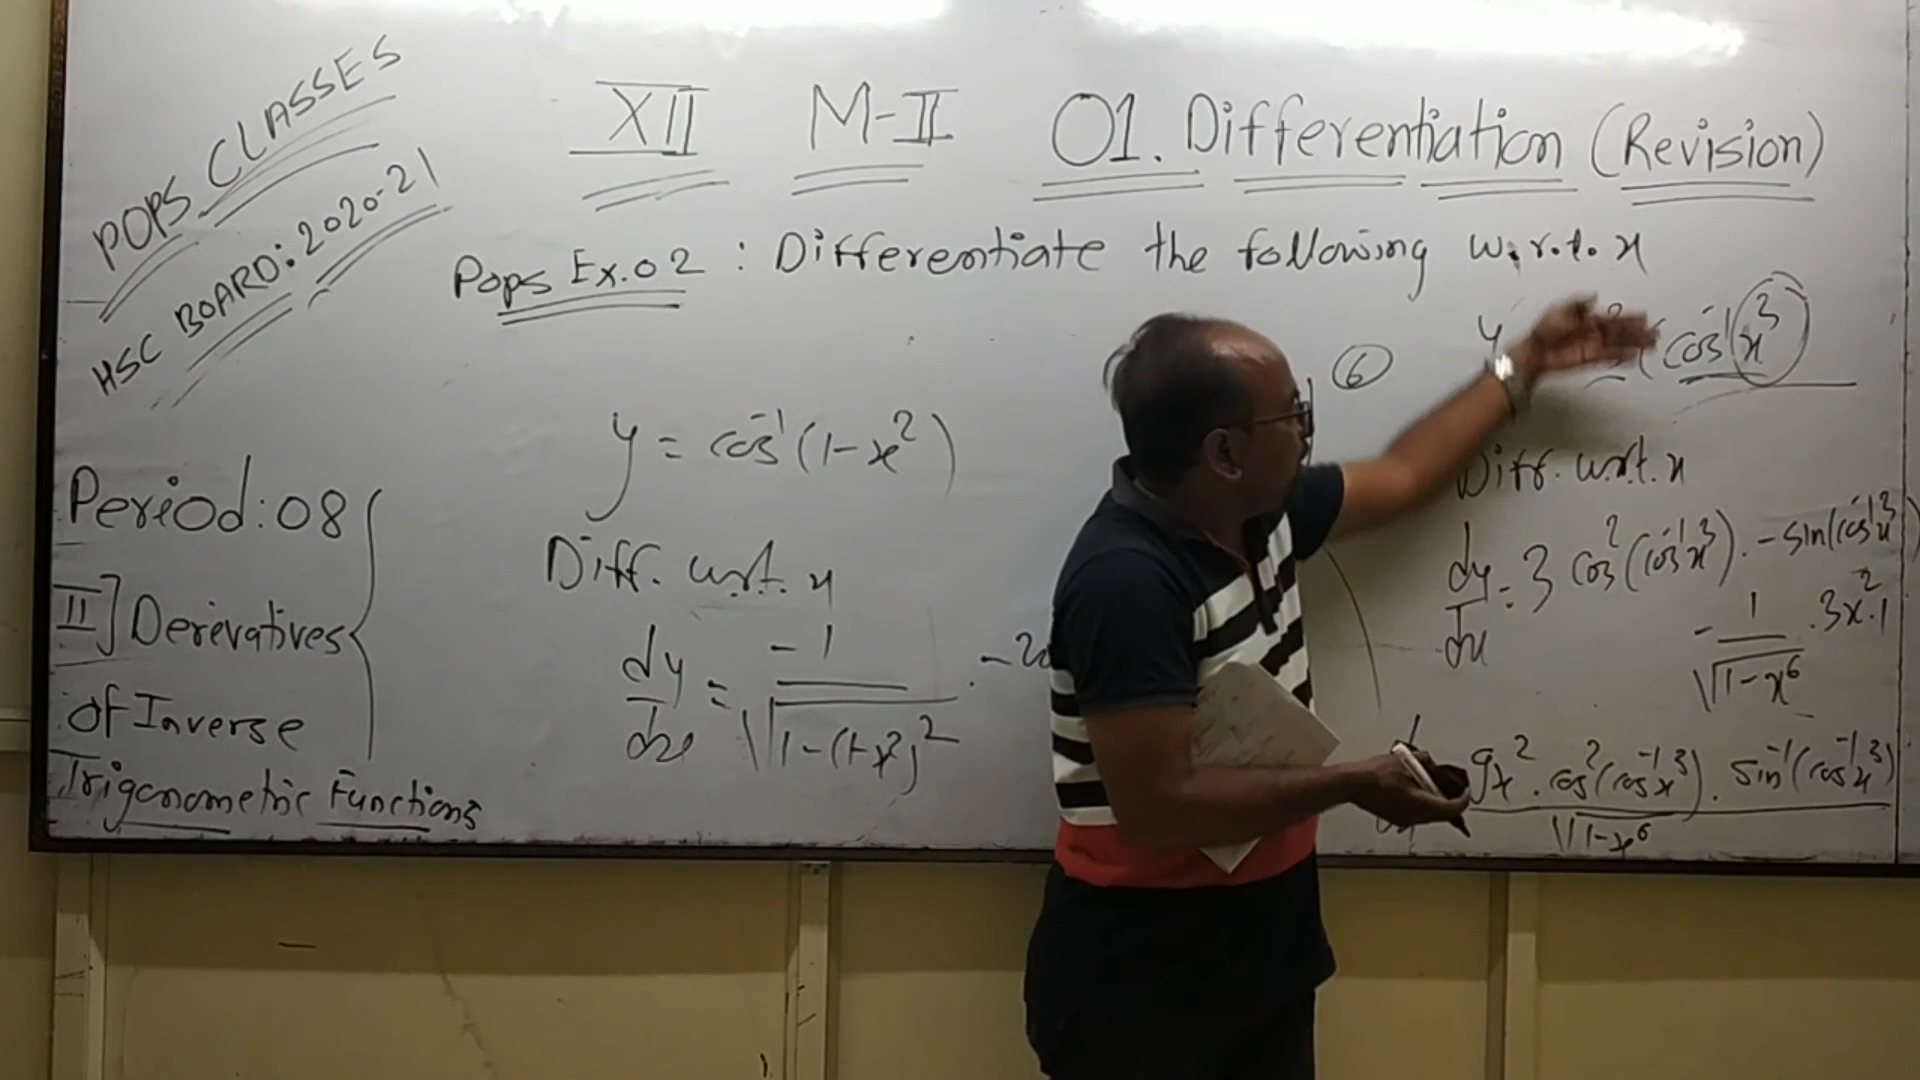 POPS CLASSES
HSC BOARD: 2020-21
XII M-II 01. Differentiation (Revision)
Pops Ex.02 : Differentiate the following w.r.t. x
Period: 08
II] Derivatives
of Inverse
Trigonometric Functions
y = cos⁻¹(1-x²)
Diff. w.r.t. x
dy/dx = -1/√1-(1-x²)² . -2
⑥
y (cos⁻¹x³)
Diff. w.r.t. x
dy/dx = 3 cos²(cos⁻¹x³) . -sin(cos⁻¹x³)
-1/√1-x⁶ . 3x².1
9x² . cos²(cos⁻¹x³) . sin⁻¹(cos⁻¹x³)/√1-x⁶